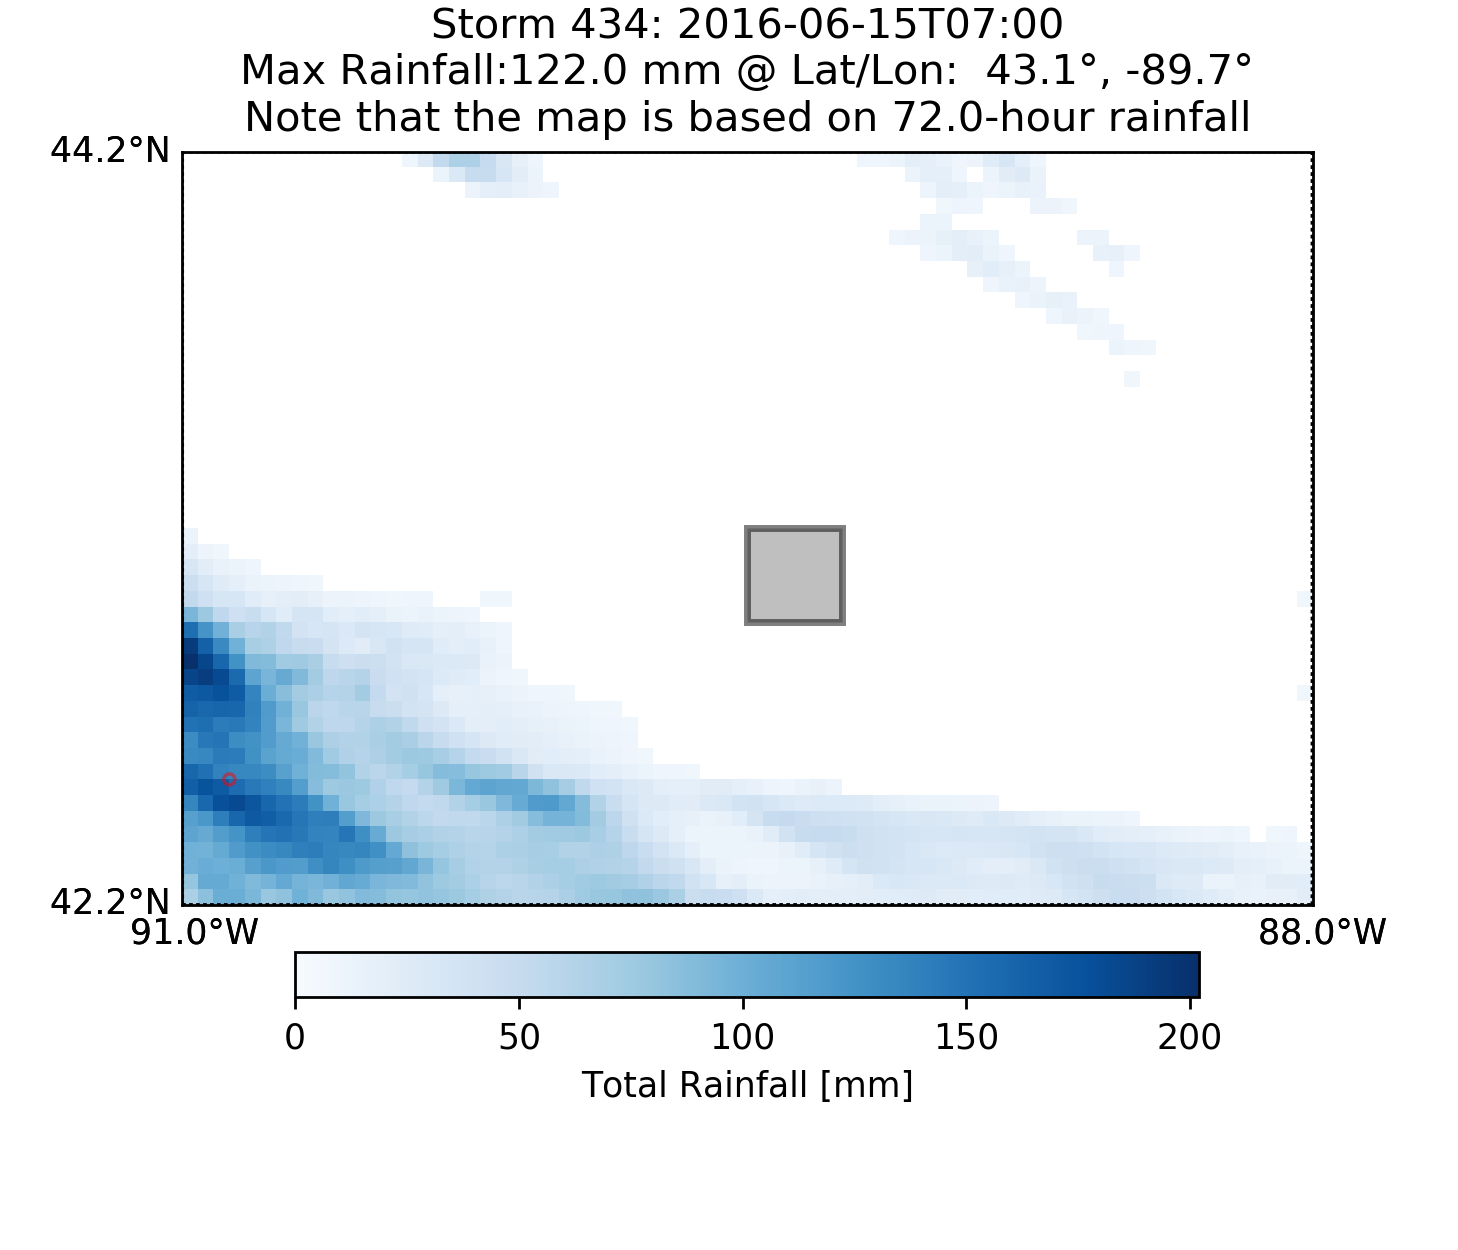 Storm 434: 2016-06-15T07:00
Max Rainfall:122.0 mm @ Lat/Lon:  43.1°, -89.7°
Note that the map is based on 72.0-hour rainfall
44.2°N
42.2°N
91.0°W 88.0°W
0 50 100 150 200
Total Rainfall [mm]